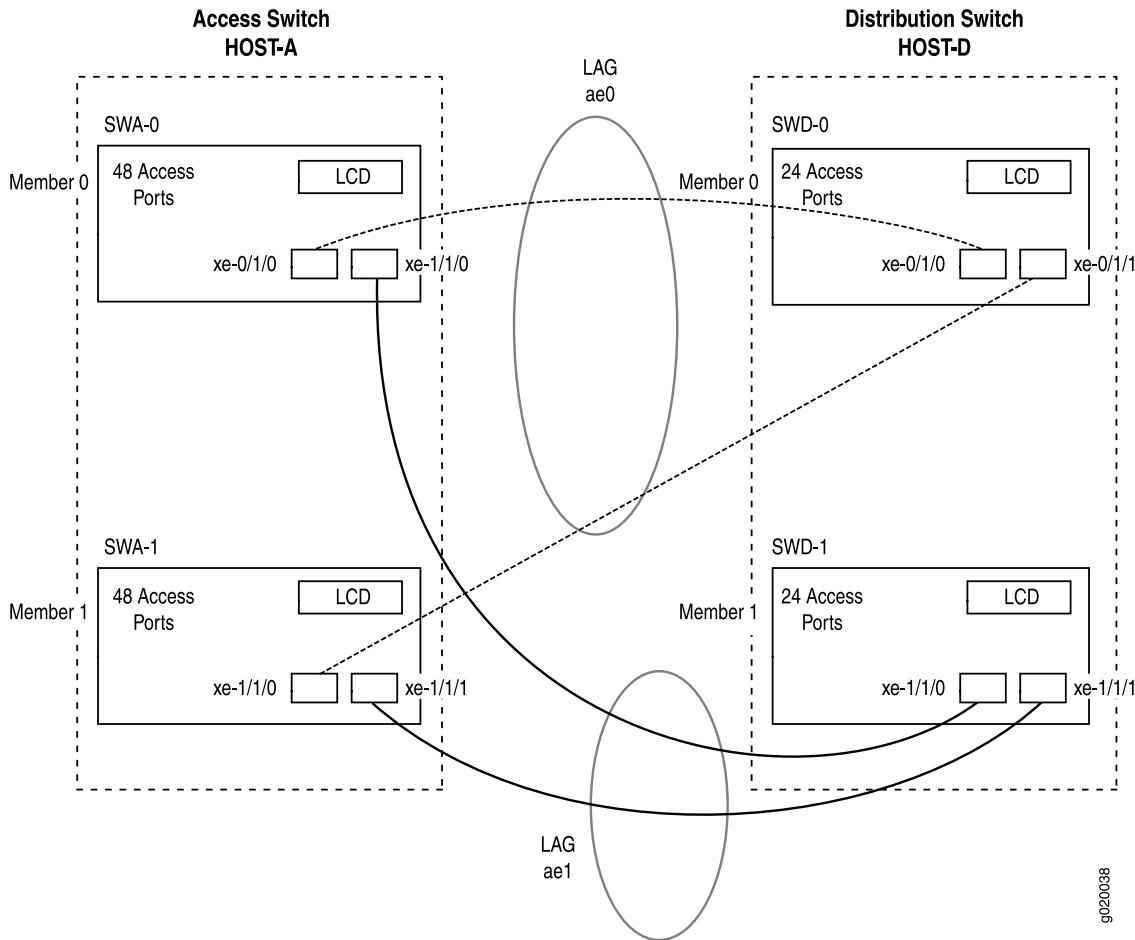 Access Switch
HOST-A
Distribution Switch
HOST-D
LAG
ae0
SWA-0
Member 0
48 Access
Ports
LCD
xe-0/1/0
xe-1/1/0
SWD-0
Member 0
24 Access
Ports
LCD
xe-0/1/0
xe-0/1/1
SWA-1
Member 1
48 Access
Ports
LCD
xe-1/1/0
xe-1/1/1
SWD-1
Member 1
24 Access
Ports
LCD
xe-1/1/0
xe-1/1/1
LAG
ae1
g020038